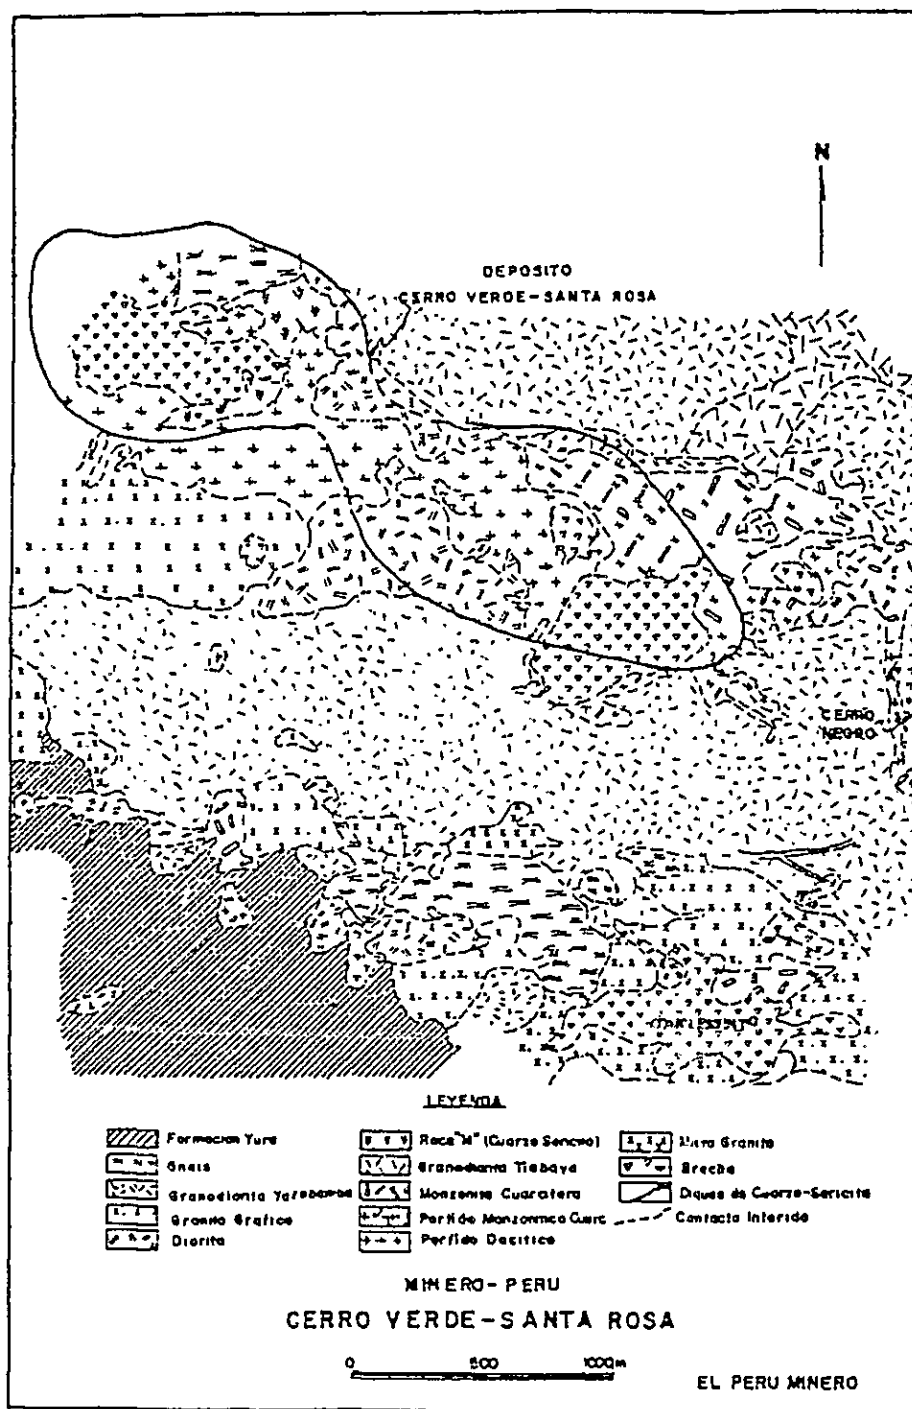 N
DEPOSITO
CERRO VERDE-SANTA ROSA
CERRO
NEGRO
LEYENDA
Formacion Yura
Gneis
Granodiorita Yarabamba
Granito Grafico
Diorita
Roca "M" (Cuarzo Sericita)
Granodiorita Tiabaya
Monzonita Cuarcifera
Porfido Monzonitico Cuarc
Porfido Dacitico
Micro Granito
Brecha
Diques de Cuarzo-Sericita
Contacto Inferido
MINERO-PERU
CERRO VERDE-SANTA ROSA
0 500 1000m
EL PERU MINERO